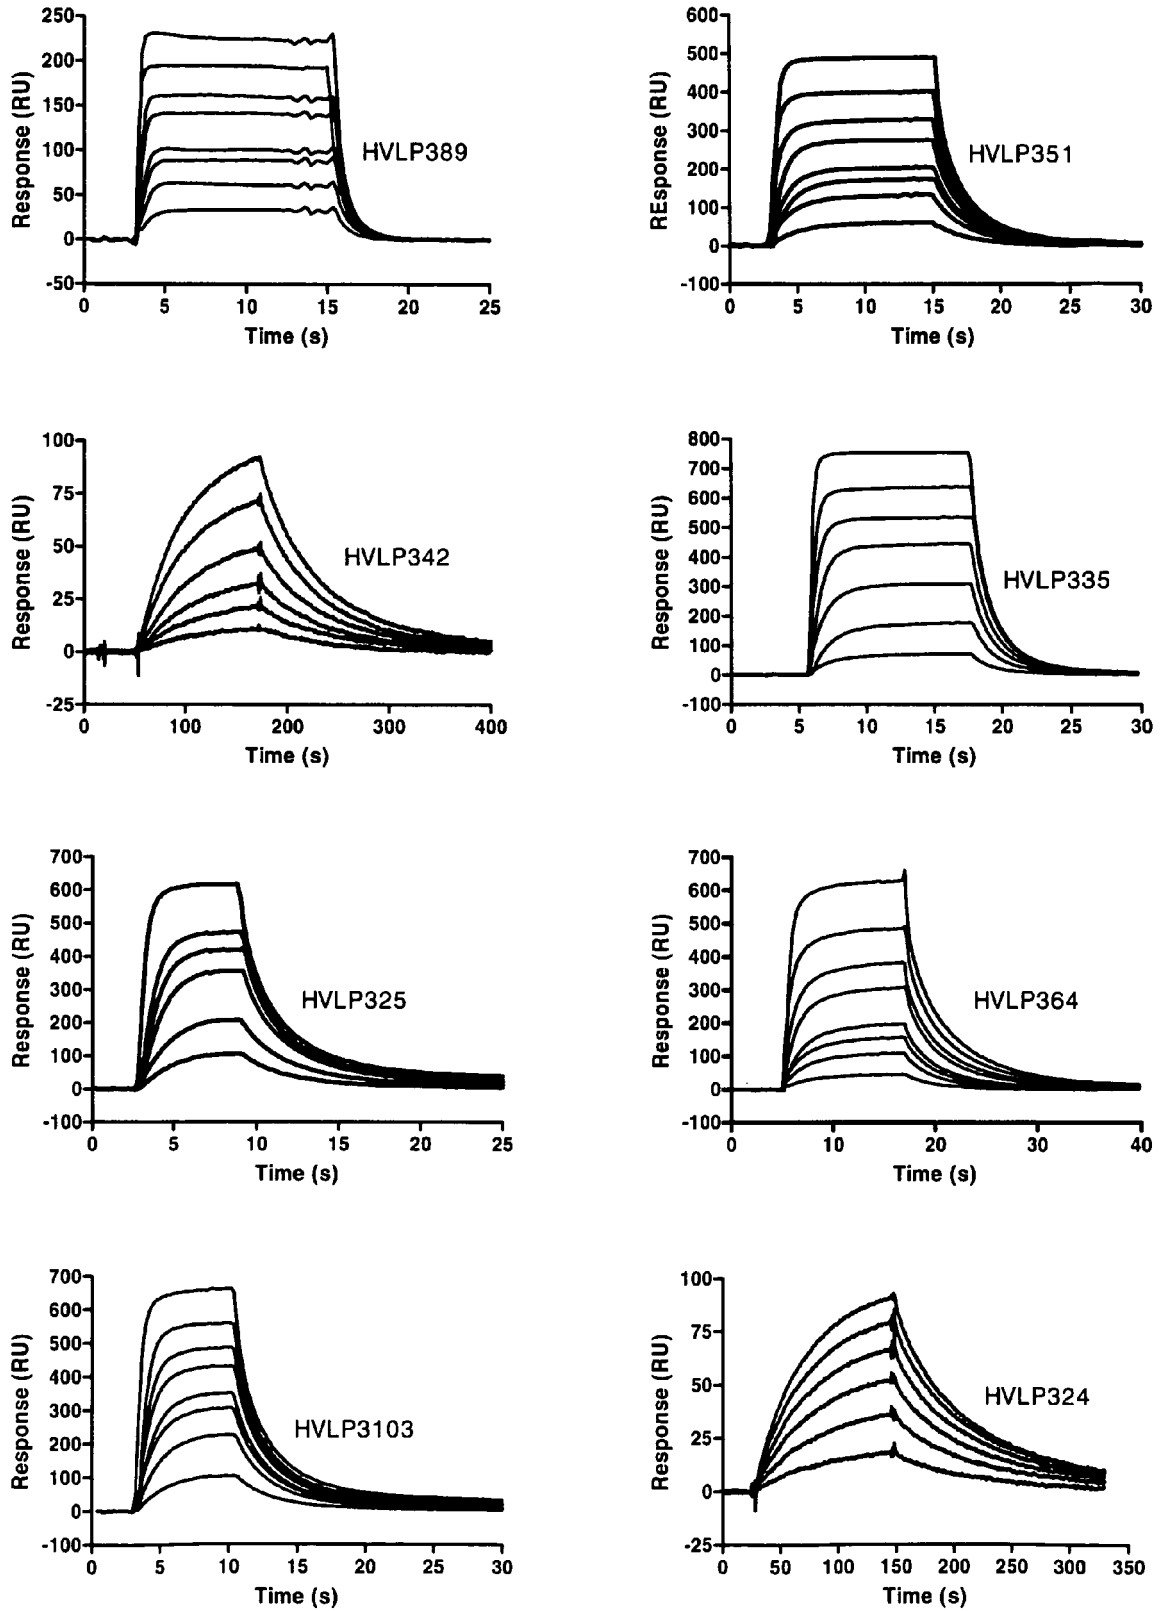 250
200
150
100
50
0
-50
Response (RU)
HVLP389
0 5 10 15 20 25
Time (s)
600
500
400
300
200
100
0
-100
REsponse (RU)
HVLP351
0 5 10 15 20 25 30
Time (s)
100
75
50
25
0
-25
Response (RU)
HVLP342
0 100 200 300 400
Time (s)
800
700
600
500
400
300
200
100
0
-100
Response (RU)
HVLP335
0 5 10 15 20 25 30
Time (s)
700
600
500
400
300
200
100
0
-100
Response (RU)
HVLP325
0 5 10 15 20 25
Time (s)
700
600
500
400
300
200
100
0
-100
Response (RU)
HVLP364
0 10 20 30 40
Time (s)
700
600
500
400
300
200
100
0
-100
Response (RU)
HVLP3103
0 5 10 15 20 25 30
Time (s)
100
75
50
25
0
-25
Response (RU)
HVLP324
0 50 100 150 200 250 300 350
Time (s)